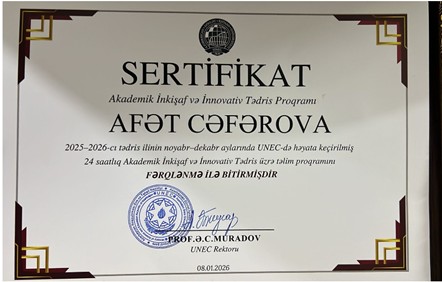 SERTİFİKAT
Akademik İnkişaf və İnnovativ Tədris Proqramı
AFƏT CƏFƏROVA
2025–2026-cı tədris ilinin noyabr–dekabr aylarında UNEC-də həyata keçirilmiş
24 saatlıq Akademik İnkişaf və İnnovativ Tədris üzrə təlim proqramını
FƏRQLƏNMƏ İLƏ BİTİRMİŞDİR
PROF.Ə.C.MURADOV
UNEC Rektoru
08.01.2026